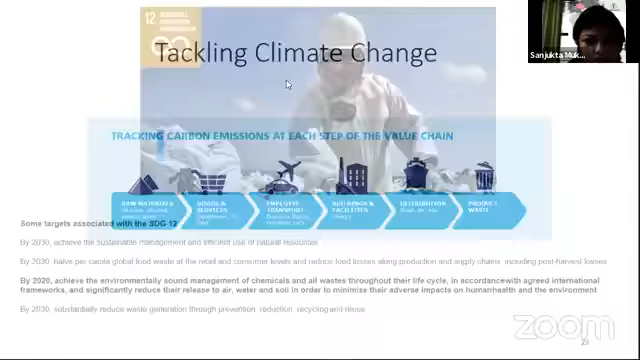 12
Sanjukta Muk...
Tackling Climate Change
TRACKING CARBON EMISSIONS AT EACH STEP OF THE VALUE CHAIN
RAW MATERIALS
GOODS & SERVICES
EMPLOYEE TRANSPORT
BUILDINGS & FACILITIES
DISTRIBUTION
PRODUCT WASTE
Some targets associated with the SDG 12
By 2030, achieve the sustainable management and efficient use of natural resources
By 2030, halve per capita global food waste at the retail and consumer levels and reduce food losses along production and supply chains, including post-harvest losses
By 2020, achieve the environmentally sound management of chemicals and all wastes throughout their life cycle, in accordancewith agreed international
frameworks, and significantly reduce their release to air, water and soil in order to minimize their adverse impacts on humanhealth and the environment
By 2030, substantially reduce waste generation through prevention, reduction, recycling and reuse
zoom